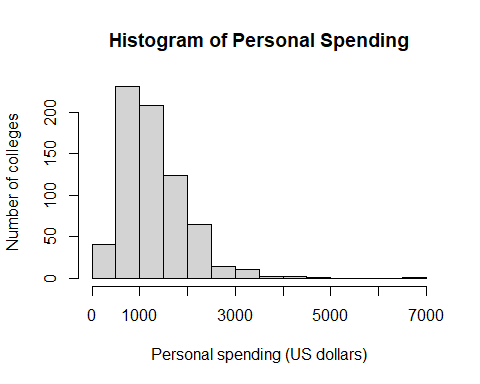 Histogram of Personal Spending
Number of colleges
200
150
100
50
0
0 1000 3000 5000 7000
Personal spending (US dollars)